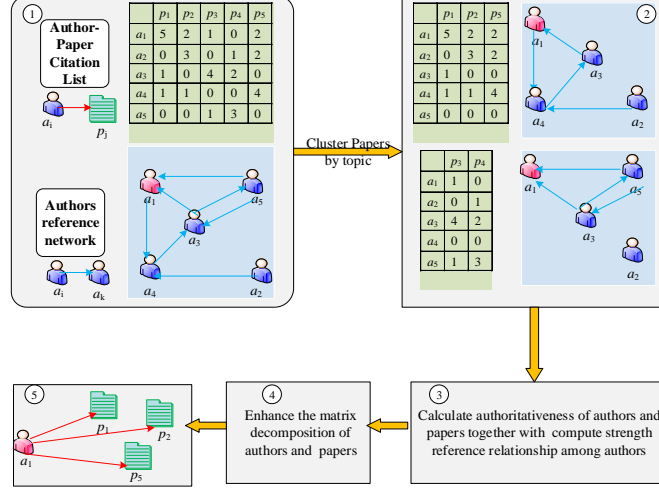 1
Author-
Paper
Citation
List
ai
pj
p1 p2 p3 p4 p5
a1 5 2 1 0 2
a2 0 3 0 1 2
a3 1 0 4 2 0
a4 1 1 0 0 4
a5 0 0 1 3 0
Authors
reference
network
ai
ak
a1
a5
a3
a4
a2
Cluster Papers
by topic
2
p1 p2 p5
a1 5 2 2
a2 0 3 2
a3 1 0 0
a4 1 1 4
a5 0 0 0
a1
a3
a4
a2
p3 p4
a1 1 0
a2 0 1
a3 4 2
a4 0 0
a5 1 3
a1
a5
a3
a2
3
Calculate authoritativeness of authors and
papers together with compute strength
reference relationship among authors
4
Enhance the matrix
decomposition of
authors and papers
5
p1
p2
a1
p5